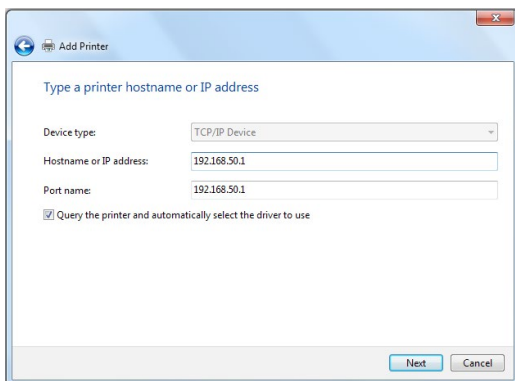 Add Printer
Type a printer hostname or IP address
Device type: TCP/IP Device
Hostname or IP address: 192.168.50.1
Port name: 192.168.50.1
Query the printer and automatically select the driver to use
Next Cancel